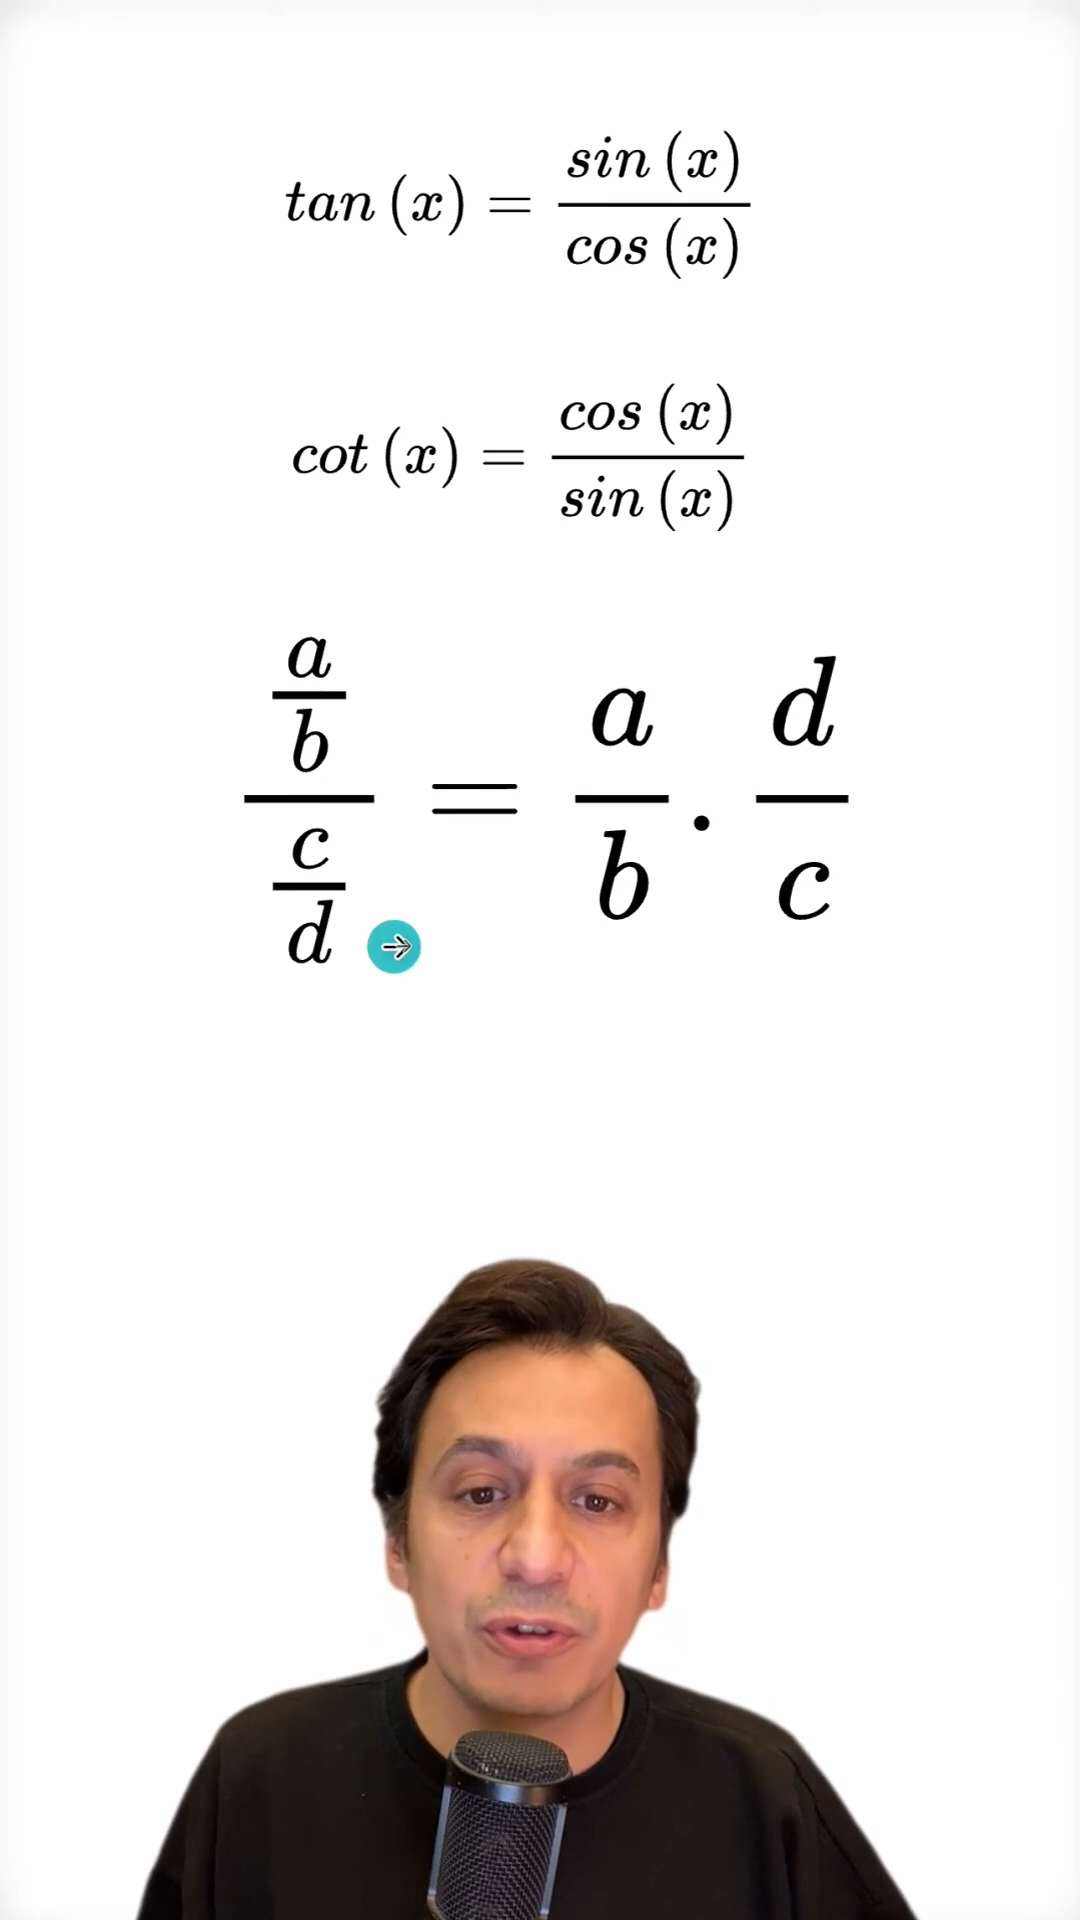 tan (x) = sin (x) / cos (x)
cot (x) = cos (x) / sin (x)
a/b / c/d = a/b . d/c